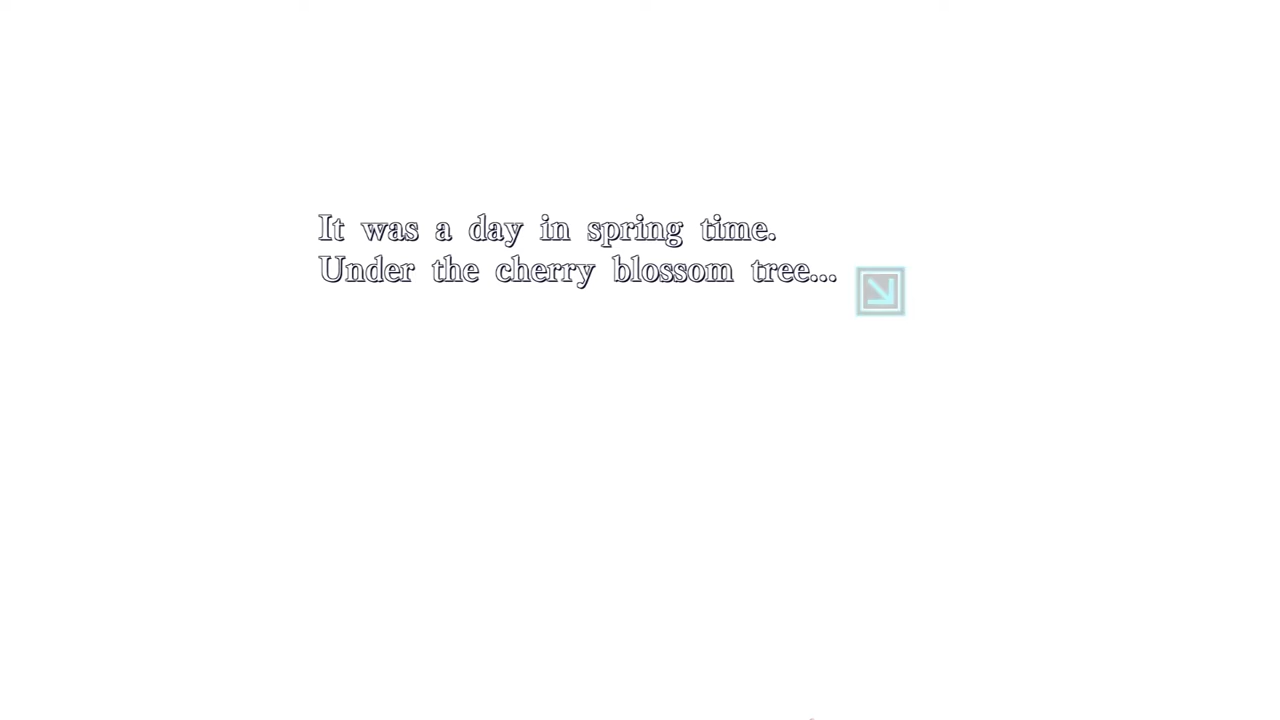 It was a day in spring time.
Under the cherry blossom tree...